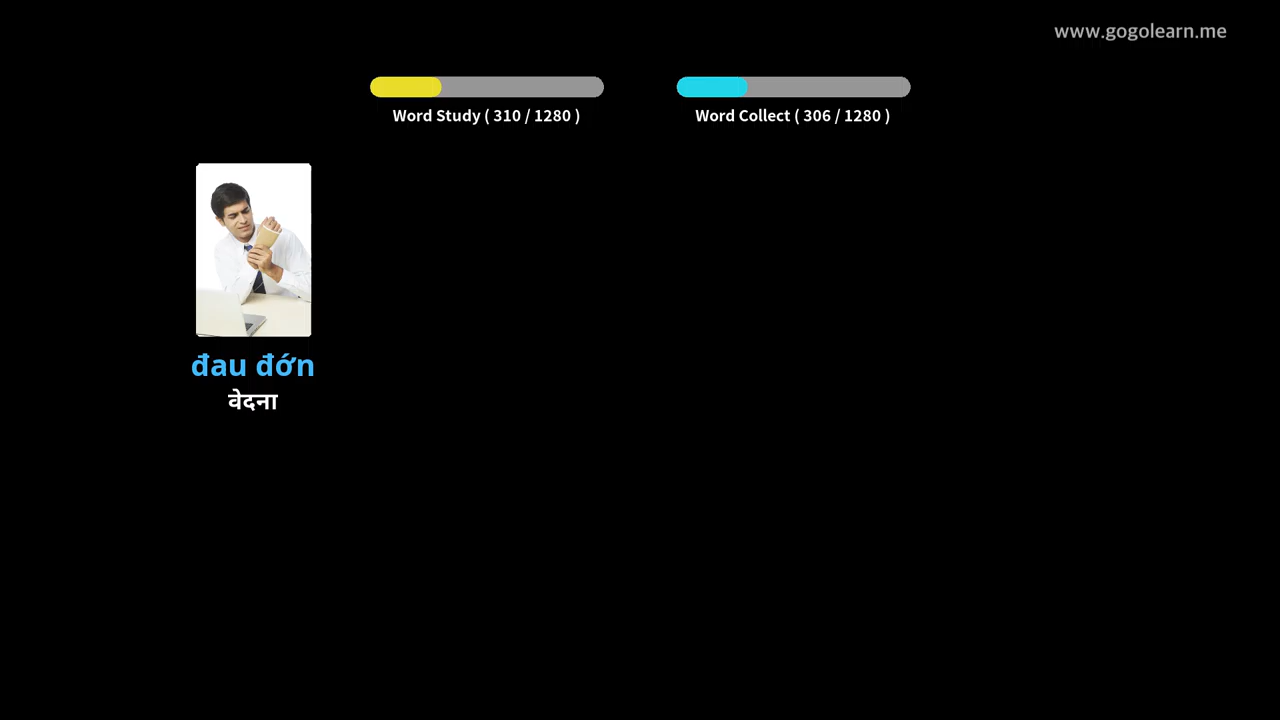 www.gogolearn.me
Word Study ( 310 / 1280 )
Word Collect ( 306 / 1280 )
đau đớn
वेदना